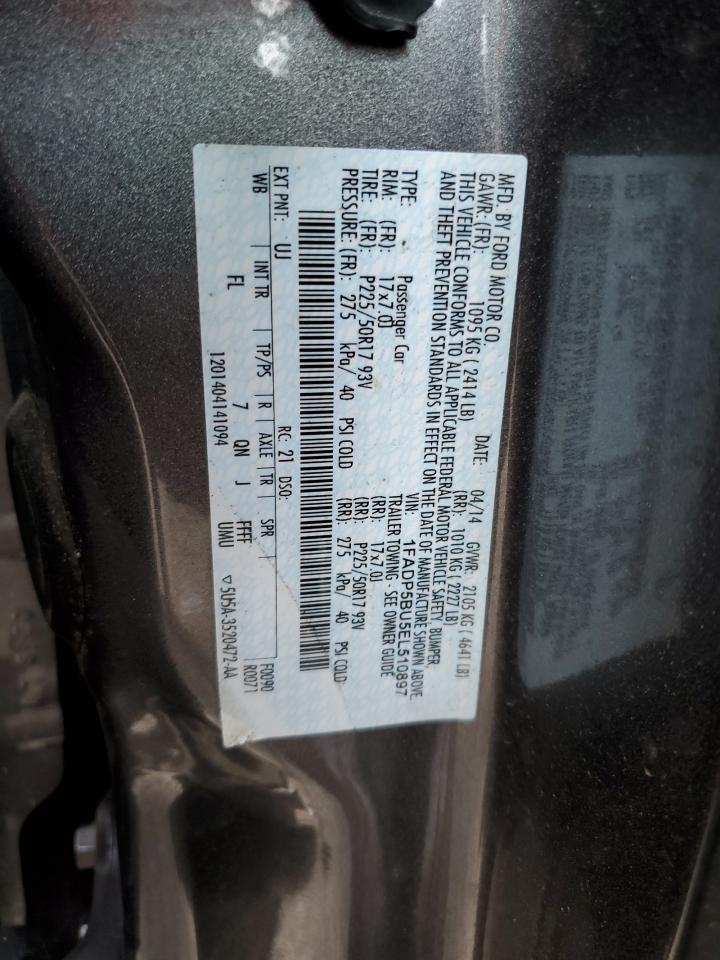 MFD. BY FORD MOTOR CO.
DATE: 04/14 GVWR: 2105 KG ( 4641 LB)
GAWR: (FR): 1095 KG ( 2414 LB) (RR): 1010 KG ( 2227 LB)
THIS VEHICLE CONFORMS TO ALL APPLICABLE FEDERAL MOTOR VEHICLE SAFETY, BUMPER,
AND THEFT PREVENTION STANDARDS IN EFFECT ON THE DATE OF MANUFACTURE SHOWN ABOVE.
VIN: 1FADP5BU5EL510897
TYPE: Passenger Car TRAILER TOWING - SEE OWNER GUIDE
RIM: (FR): 17x7.0J (RR): 17x7.0J
TIRE: (FR): P225/50R17 93V (RR): P225/50R17 93V
PRESSURE: (FR): 275 kPa/ 40 PSI COLD (RR): 275 kPa/ 40 PSI COLD
EXT PNT: UJ RC: 21 DSO: F0090
WB INT TR TP/PS R AXLE TR SPR R0071
FL 7 QN J FFFF
1201404141094 UMU ▽ 5U5A-3520472-AA